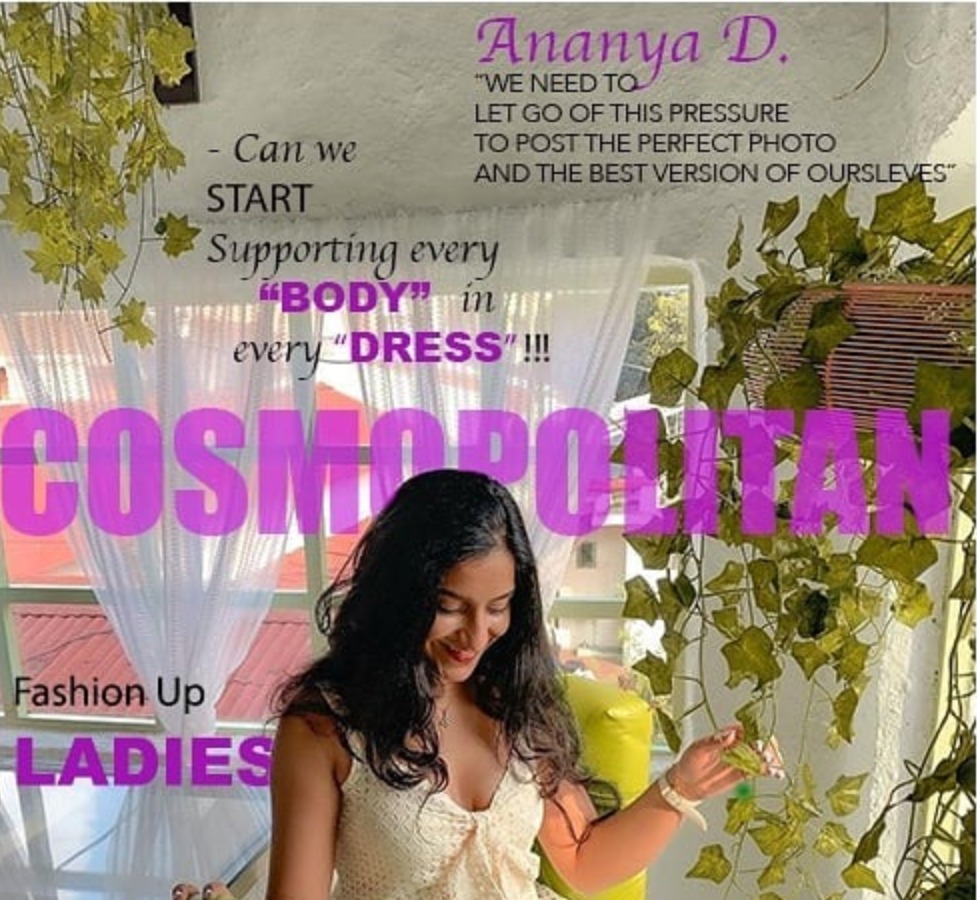 Ananya D.
“WE NEED TO
LET GO OF THIS PRESSURE
TO POST THE PERFECT PHOTO
AND THE BEST VERSION OF OURSLEVES”
- Can we
START
Supporting every
“BODY” in
every “DRESS” !!!
COSMOPOLITAN
Fashion Up
LADIES